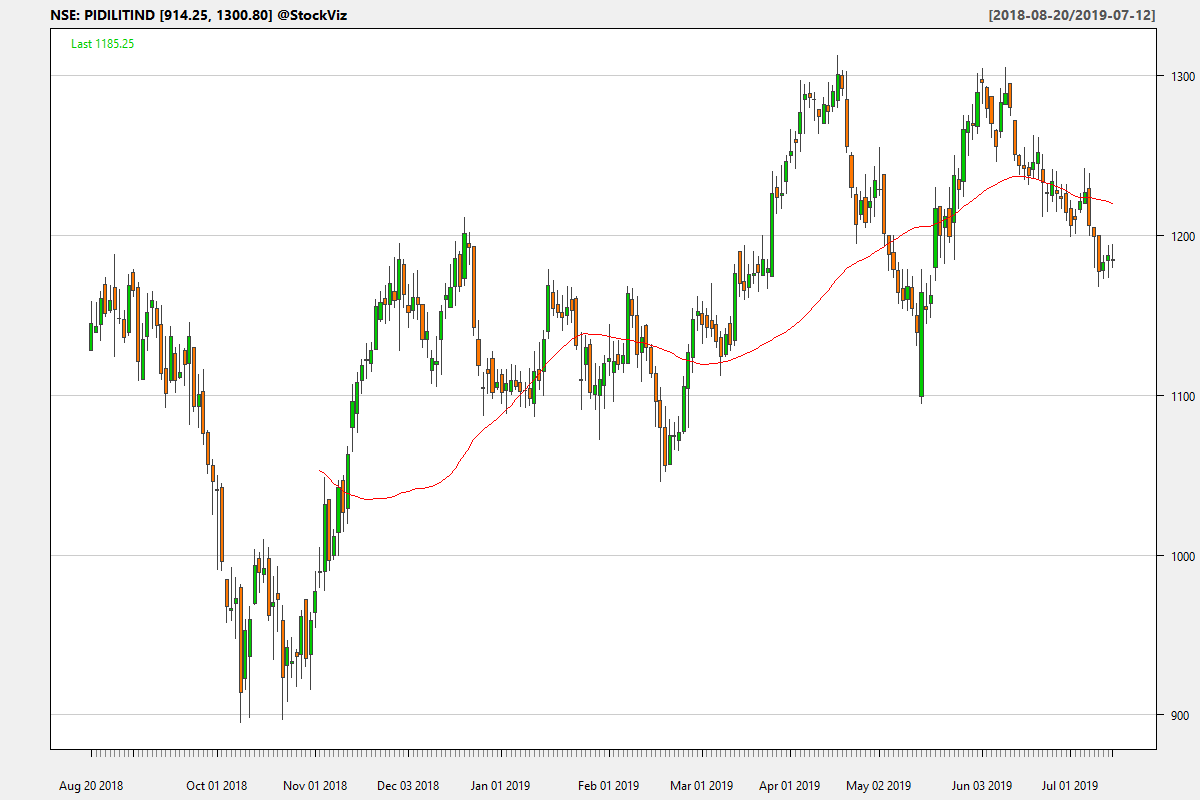 NSE: PIDILITIND [914.25, 1300.80] @StockViz
[2018-08-20/2019-07-12]
Last 1185.25
1300
1200
1100
1000
900
Aug 20 2018 Oct 01 2018 Nov 01 2018 Dec 03 2018 Jan 01 2019 Feb 01 2019 Mar 01 2019 Apr 01 2019 May 02 2019 Jun 03 2019 Jul 01 2019